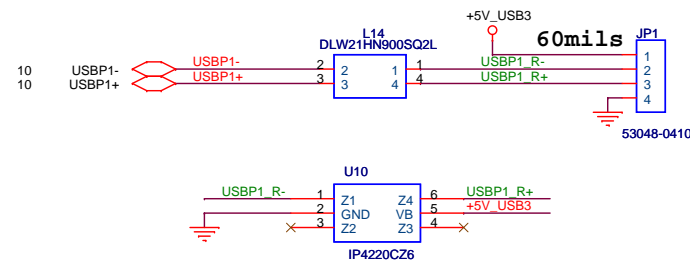 +5V_USB3
L14
DLW21HN900SQ2L
60mils
JP1
10 USBP1- USBP1- 2 2 1 1 USBP1_R- 1
10 USBP1+ USBP1+ 3 3 4 4 USBP1_R+ 2
3
4
53048-0410
U10
USBP1_R- 1 Z1 Z4 6 USBP1_R+
2 GND VB 5 +5V_USB3
3 Z2 Z3 4
IP4220CZ6